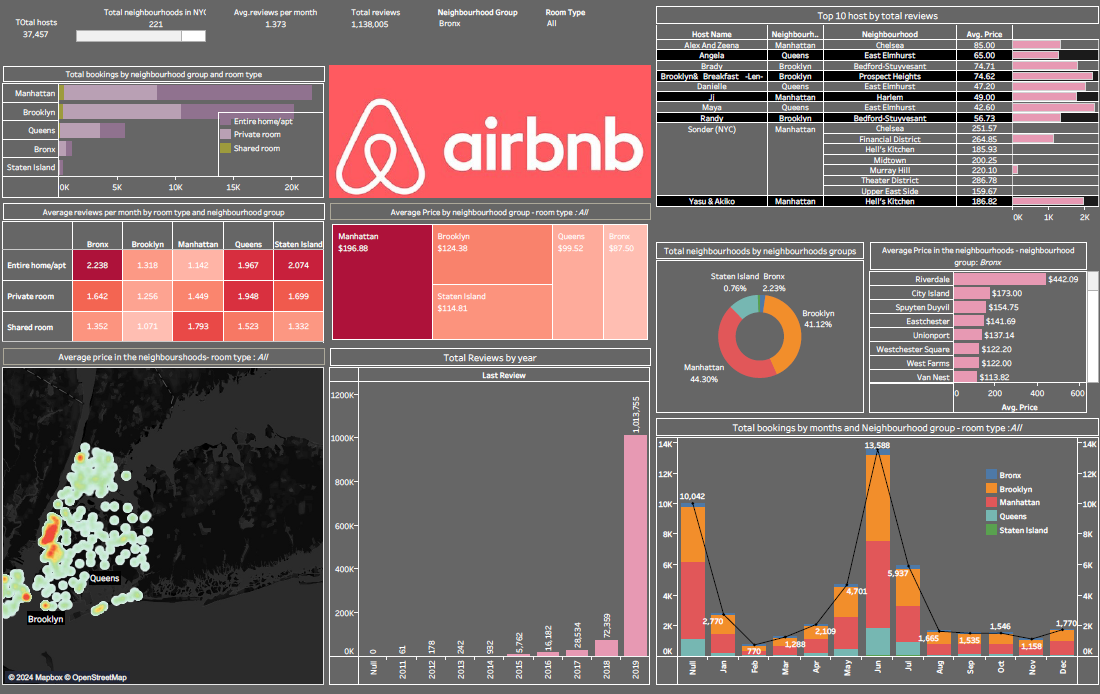 TOtal hosts
37,457
Total neighbourhoods in NYC
221
Avg.reviews per month
1.373
Total reviews
1,138,005
Neighbourhood Group
Bronx
Room Type
All
Total bookings by neighbourhood group and room type
Manhattan
Brooklyn
Queens
Bronx
Staten Island
Entire home/apt
Private room
Shared room
0K 5K 10K 15K 20K
airbnb
Top 10 host by total reviews
Host Name Neighbourh.. Neighbourhood Avg. Price
Alex And Zeena Manhattan Chelsea 85.00
Angela Queens East Elmhurst 65.00
Brady Brooklyn Bedford-Stuyvesant 74.71
Brooklyn& Breakfast -Len- Brooklyn Prospect Heights 74.62
Danielle Queens East Elmhurst 47.20
Jj Manhattan Harlem 49.00
Maya Queens East Elmhurst 42.60
Randy Brooklyn Bedford-Stuyvesant 56.73
Sonder (NYC) Manhattan Chelsea 251.57
Financial District 264.85
Hell's Kitchen 185.93
Midtown 200.25
Murray Hill 220.10
Theater District 286.78
Upper East Side 159.67
Yasu & Akiko Manhattan Hell's Kitchen 186.82
0K 1K 2K
Average reviews per month by room type and neighbourhood group
Bronx Brooklyn Manhattan Queens Staten Island
Entire home/apt 2.238 1.318 1.142 1.967 2.074
Private room 1.642 1.256 1.449 1.948 1.699
Shared room 1.352 1.071 1.793 1.523 1.332
Average Price by neighbourhood group - room type : All
Manhattan
$196.88
Brooklyn
$124.38
Staten Island
$114.81
Queens
$99.52
Bronx
$87.50
Total neighbourhoods by neighbourhoods groups
Staten Island
0.76%
Bronx
2.23%
Brooklyn
41.12%
Manhattan
44.30%
Average Price in the neighbourhoods - neighbourhood
group: Bronx
Riverdale $442.09
City Island $173.00
Spuyten Duyvil $154.75
Eastchester $141.69
Unionport $137.14
Westchester Square $122.20
West Farms $122.00
Van Nest $113.82
0 200 400 600
Avg. Price
Average price in the neighbourshoods- room type : All
Queens
Brooklyn
© 2024 Mapbox © OpenStreetMap
Total Reviews by year
Last Review
1200K
1000K
800K
600K
400K
200K
0K
0 61 178 242 932 5,762 16,182 28,534 72,359 1,013,755
Null 2011 2012 2013 2014 2015 2016 2017 2018 2019
Total bookings by months and Neighbourhood group - room type :All
14K 14K
12K 12K
10K 10K
8K 8K
6K 6K
4K 4K
2K 2K
0K 0K
10,042 2,770 770 1,288 2,109 4,701 13,588 5,937 1,665 1,535 1,546 1,158 1,770
Bronx
Brooklyn
Manhattan
Queens
Staten Island
Null Jan Feb Mar Apr May Jun Jul Aug Sep Oct Nov Dec